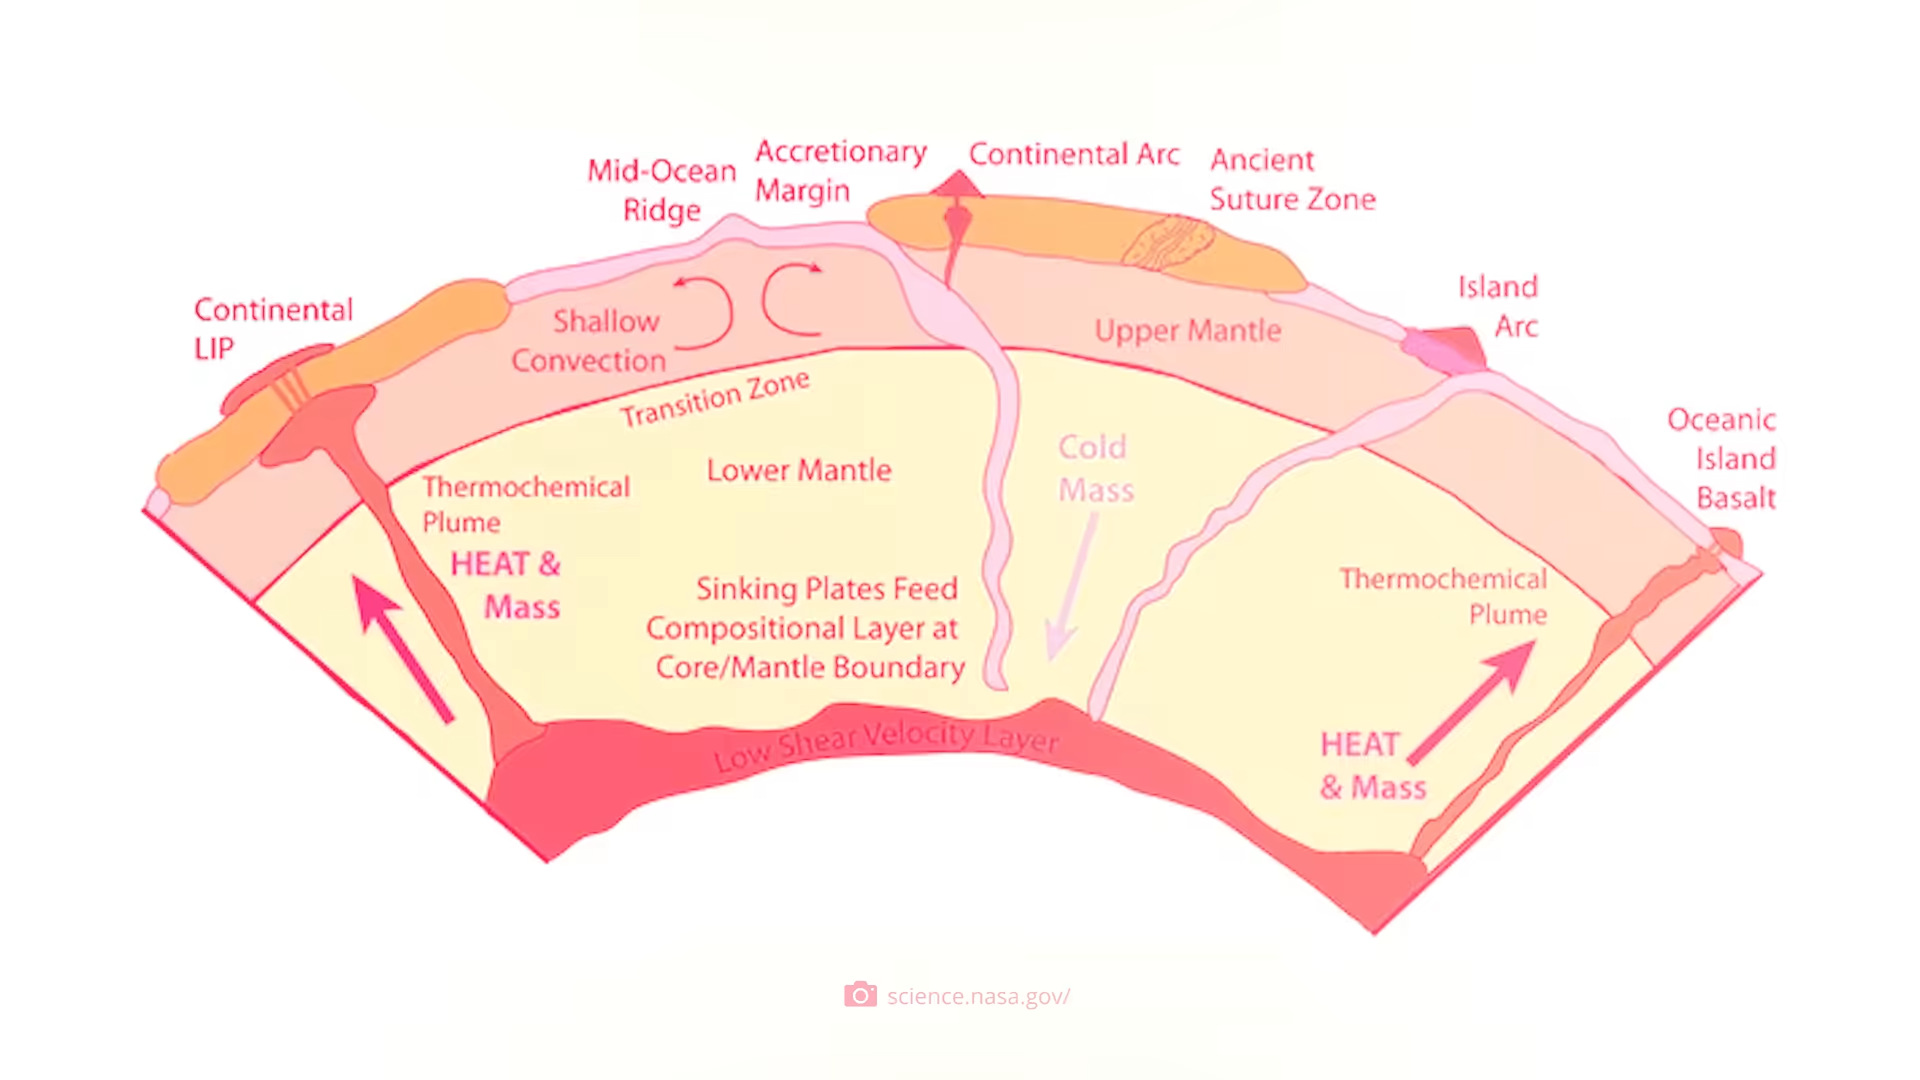 Mid-Ocean
Ridge
Accretionary
Margin
Continental Arc
Ancient
Suture Zone
Continental
LIP
Shallow
Convection
Upper Mantle
Island
Arc
Transition Zone
Oceanic
Island
Basalt
Lower Mantle
Cold
Mass
Thermochemical
Plume
HEAT &
Mass
Sinking Plates Feed
Compositional Layer at
Core/Mantle Boundary
Thermochemical
Plume
Low Shear Velocity Layer
HEAT
& Mass
science.nasa.gov/